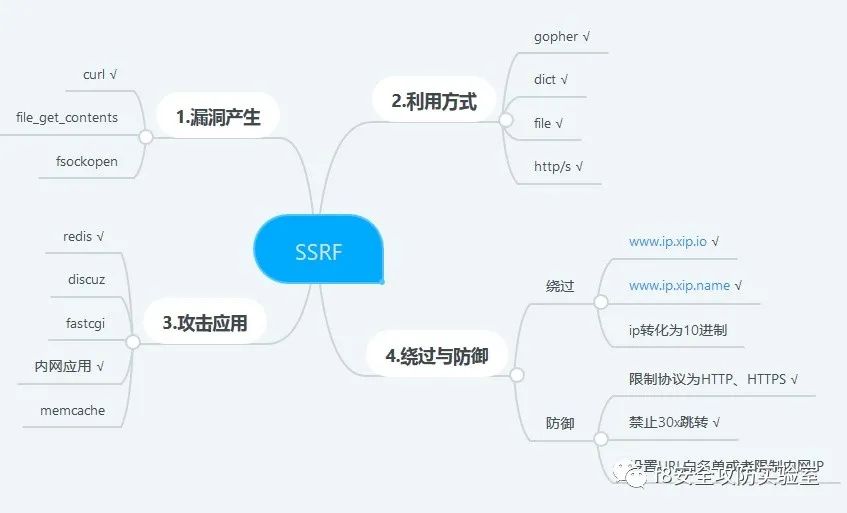 SSRF
1.漏洞产生
curl √
file_get_contents
fsockopen
2.利用方式
gopher √
dict √
file √
http/s √
3.攻击应用
redis √
discuz
fastcgi
内网应用 √
memcache
4.绕过与防御
绕过
www.ip.xip.io √
www.ip.xip.name √
ip转化为10进制
防御
限制协议为HTTP、HTTPS √
禁止30x跳转 √
设置URL白名单或者限制内网IP
f8安全攻防实验室